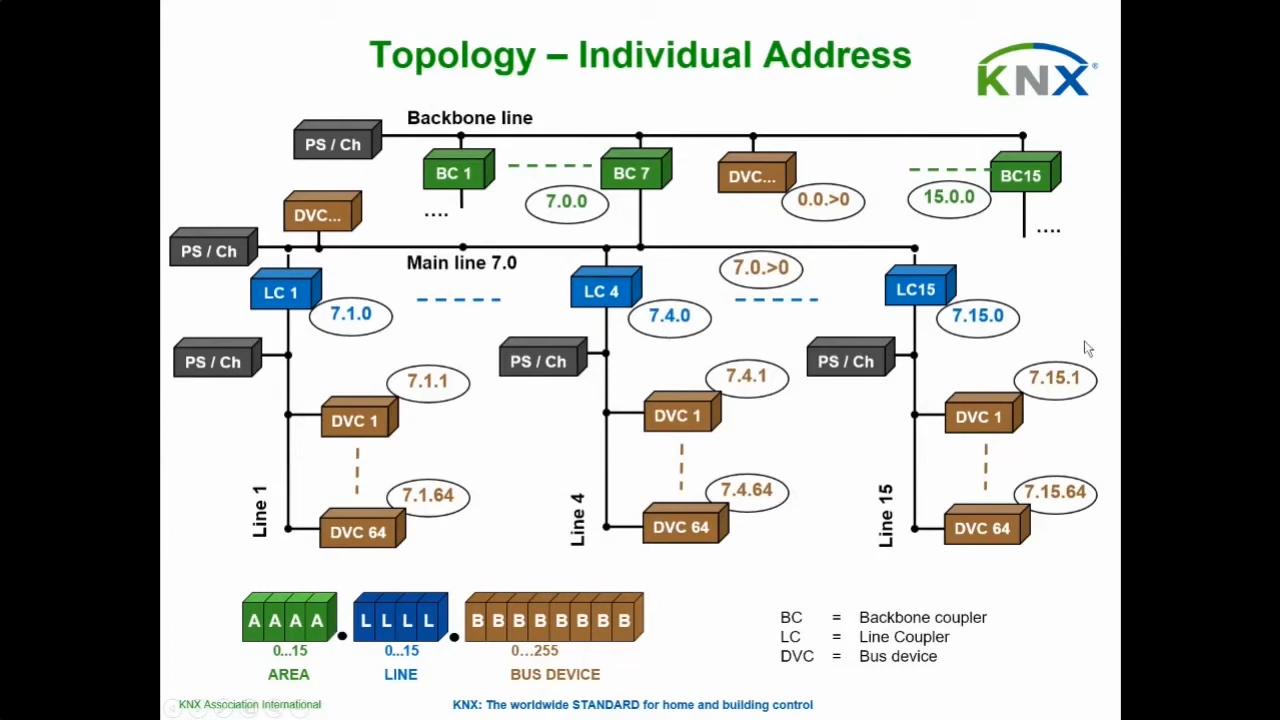 Topology – Individual Address
KNX®
Backbone line
PS / Ch
BC 1
BC 7
DVC...
BC15
7.0.0
0.0.>0
15.0.0
DVC...
....
....
PS / Ch
Main line 7.0
7.0.>0
LC 1
LC 4
LC15
7.1.0
7.4.0
7.15.0
PS / Ch
PS / Ch
PS / Ch
7.1.1
7.4.1
7.15.1
DVC 1
DVC 1
DVC 1
Line 1
Line 4
Line 15
7.1.64
7.4.64
7.15.64
DVC 64
DVC 64
DVC 64
A A A A . L L L L . B B B B B B B B
0...15 0...15 0...255
AREA LINE BUS DEVICE
BC = Backbone coupler
LC = Line Coupler
DVC = Bus device
KNX Association International
KNX: The worldwide STANDARD for home and building control